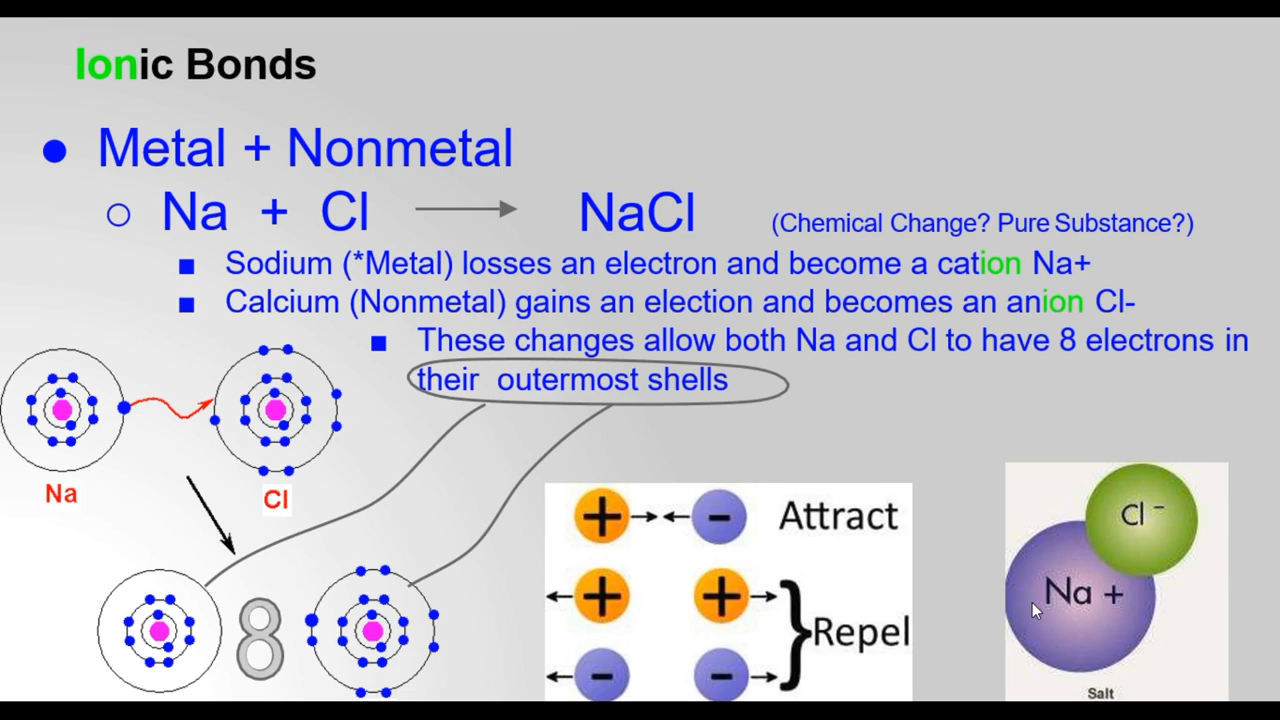 Ionic Bonds
● Metal + Nonmetal
○ Na + Cl → NaCl (Chemical Change? Pure Substance?)
■ Sodium (*Metal) losses an electron and become a cation Na+
■ Calcium (Nonmetal) gains an election and becomes an anion Cl-
■ These changes allow both Na and Cl to have 8 electrons in
their outermost shells
Na
Cl
8
+ - Attract
+ +
Repel
- -
Cl -
Na +
Salt